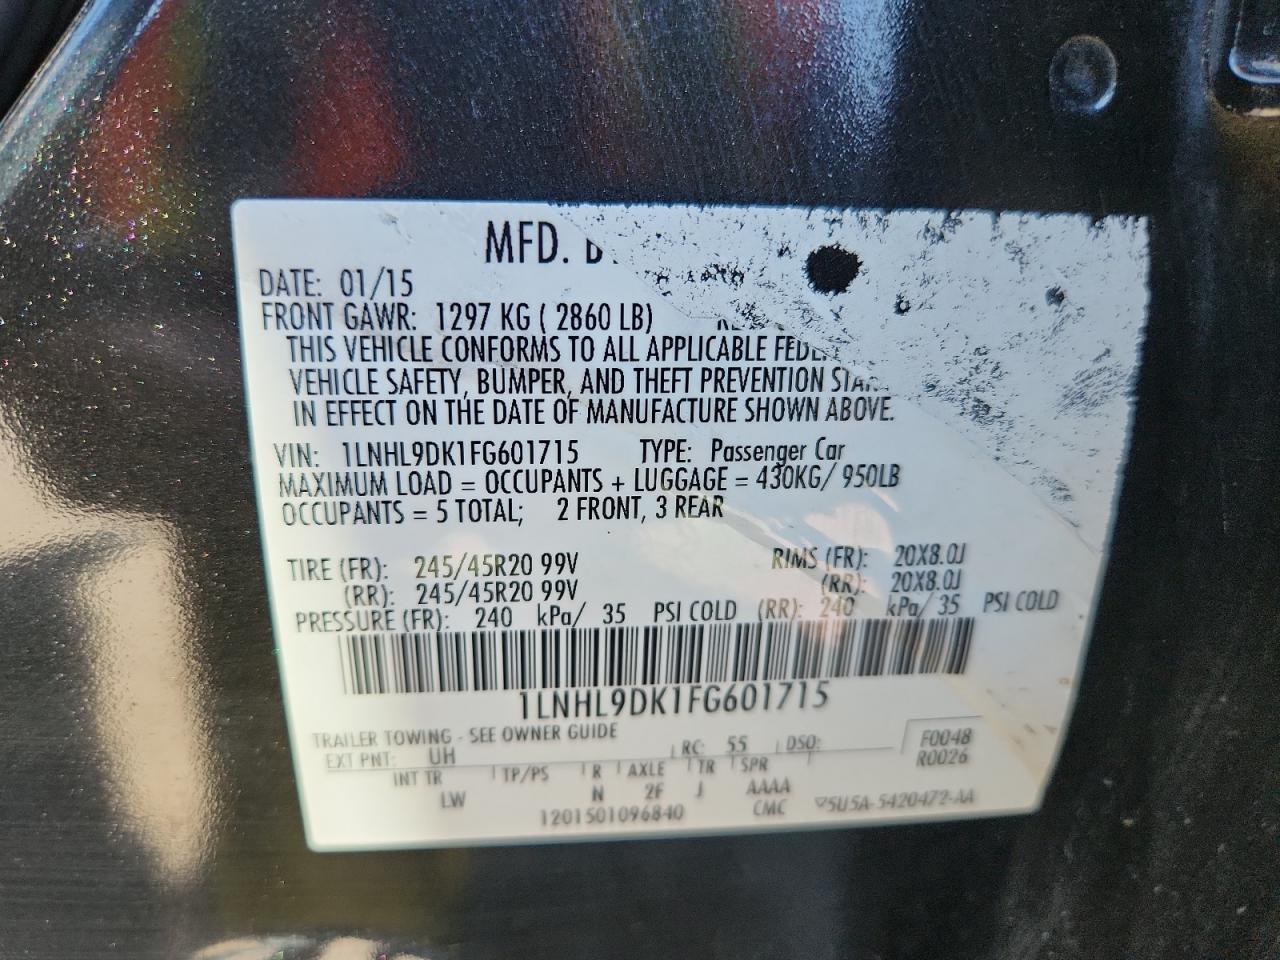 MFD.
DATE: 01/15
FRONT GAWR: 1297 KG ( 2860 LB)
THIS VEHICLE CONFORMS TO ALL APPLICABLE
VEHICLE SAFETY, BUMPER, AND THEFT PREVENTION
IN EFFECT ON THE DATE OF MANUFACTURE SHOWN ABOVE.
VIN: 1LNHL9DK1FG601715 TYPE: Passenger Car
MAXIMUM LOAD = OCCUPANTS + LUGGAGE = 430KG/ 950LB
OCCUPANTS = 5 TOTAL; 2 FRONT, 3 REAR
TIRE (FR): 245/45R20 99V RIMS (FR): 20X8.0J
(RR): 245/45R20 99V (RR): 20X8.0J
PRESSURE (FR): 240 kPa/ 35 PSI COLD (RR): 240 kPa/ 35 PSI COLD
1LNHL9DK1FG601715
TRAILER TOWING - SEE OWNER GUIDE
EXT PNT: UH RC: 55 DSO: F0048
R0026
INT TR TP/PS R AXLE TR SPR
LW N 2F J AAAA
1201501096840 CMC 5U5A-5420472-AA